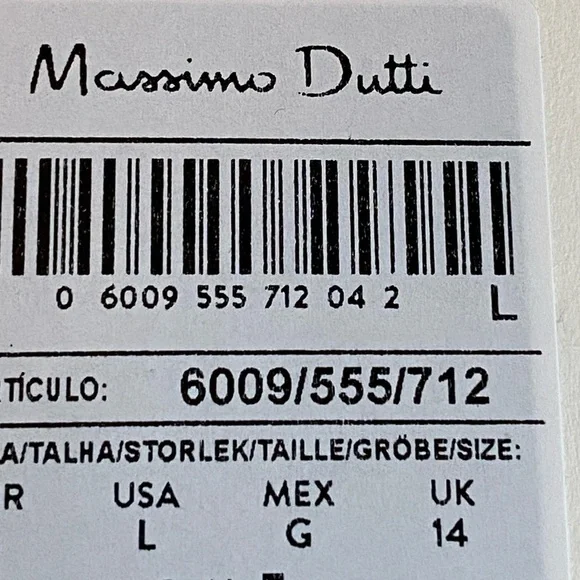 Massimo Dutti
0 6009 555 712 04 2 L
RTÍCULO: 6009/555/712
A/TALHA/STORLEK/TAILLE/GRÖBE/SIZE:
R USA MEX UK
L G 14